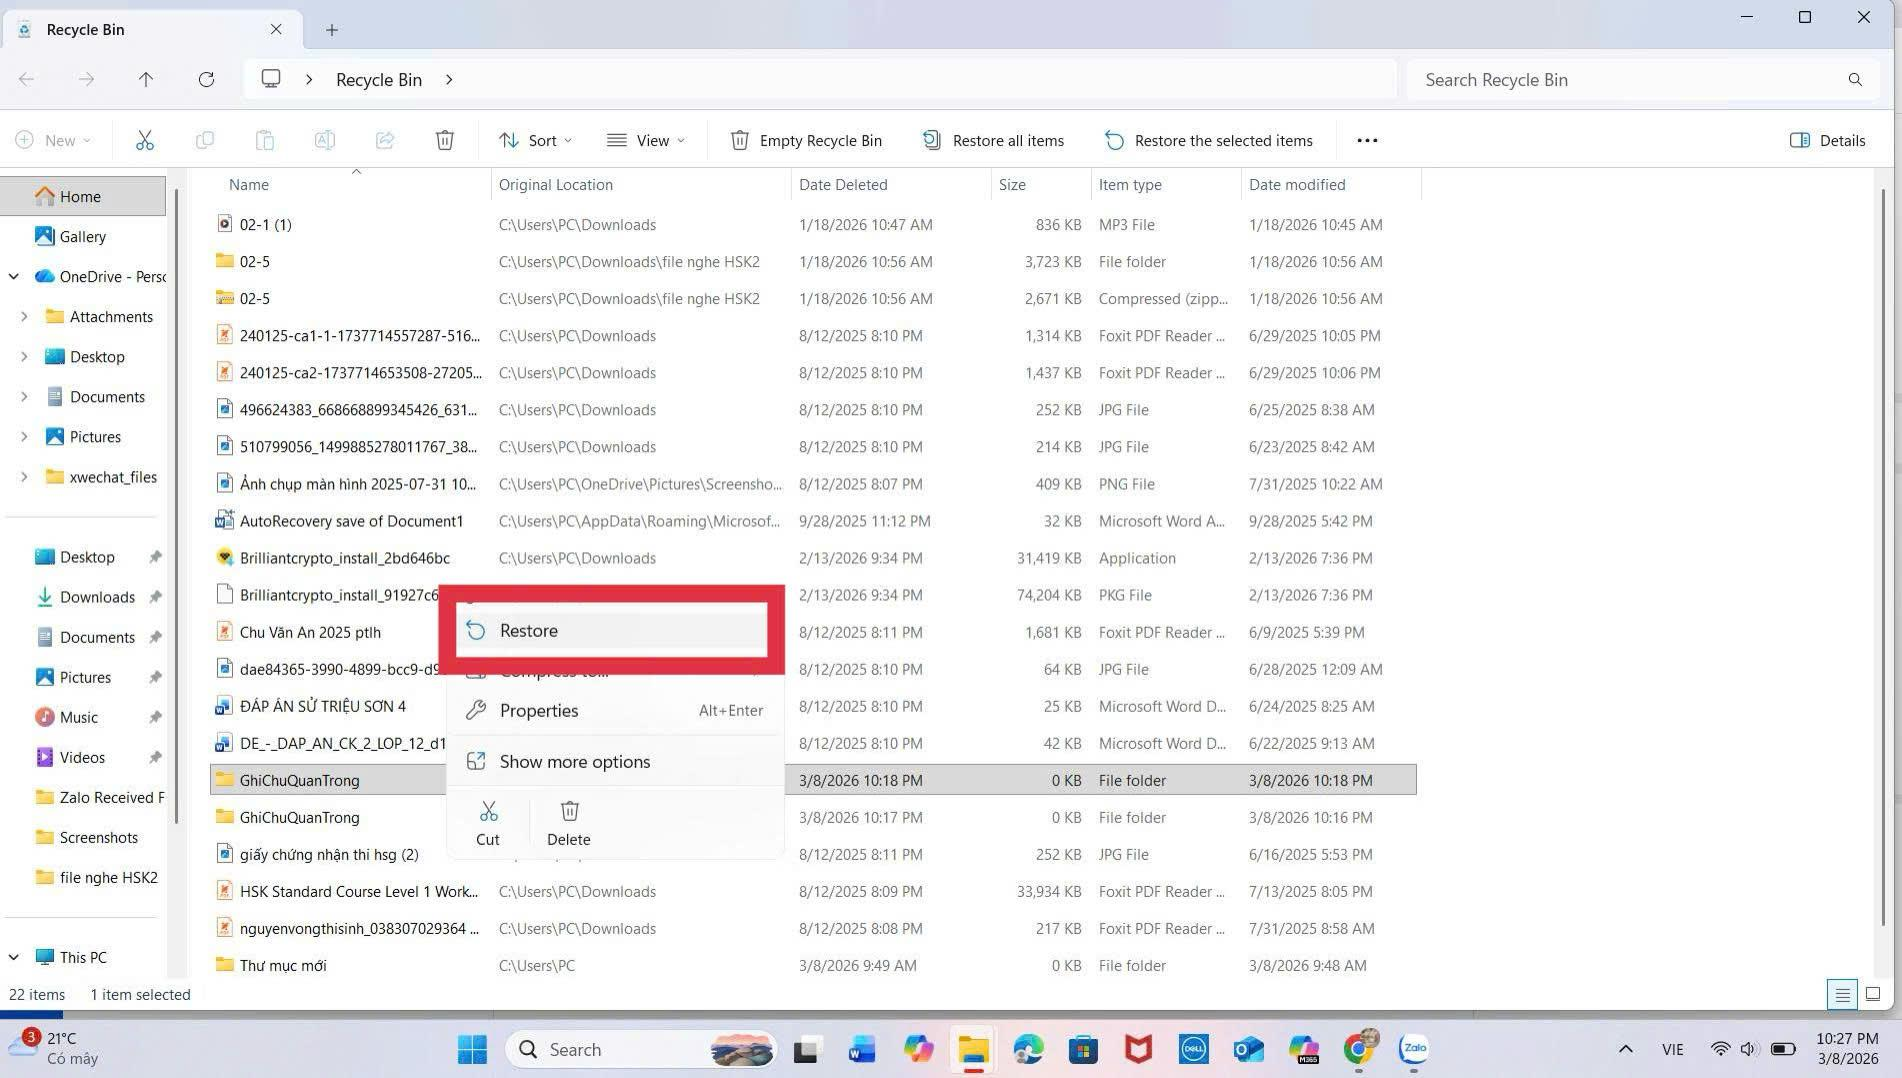 Recycle Bin
Recycle Bin
Search Recycle Bin
New
Sort
View
Empty Recycle Bin
Restore all items
Restore the selected items
Details
Name Original Location Date Deleted Size Item type Date modified
Home
Gallery
OneDrive - Perso
Attachments
Desktop
Documents
Pictures
xwechat_files
Desktop
Downloads
Documents
Pictures
Music
Videos
Zalo Received F
Screenshots
file nghe HSK2
This PC
02-1 (1) C:\Users\PC\Downloads 1/18/2026 10:47 AM 836 KB MP3 File 1/18/2026 10:45 AM
02-5 C:\Users\PC\Downloads\file nghe HSK2 1/18/2026 10:56 AM 3,723 KB File folder 1/18/2026 10:56 AM
02-5 C:\Users\PC\Downloads\file nghe HSK2 1/18/2026 10:56 AM 2,671 KB Compressed (zipp... 1/18/2026 10:56 AM
240125-ca1-1-1737714557287-516... C:\Users\PC\Downloads 8/12/2025 8:10 PM 1,314 KB Foxit PDF Reader ... 6/29/2025 10:05 PM
240125-ca2-1737714653508-27205... C:\Users\PC\Downloads 8/12/2025 8:10 PM 1,437 KB Foxit PDF Reader ... 6/29/2025 10:06 PM
496624383_668668899345426_631... C:\Users\PC\Downloads 8/12/2025 8:10 PM 252 KB JPG File 6/25/2025 8:38 AM
510799056_1499885278011767_38... C:\Users\PC\Downloads 8/12/2025 8:10 PM 214 KB JPG File 6/23/2025 8:42 AM
Ảnh chụp màn hình 2025-07-31 10... C:\Users\PC\OneDrive\Pictures\Screensho... 8/12/2025 8:07 PM 409 KB PNG File 7/31/2025 10:22 AM
AutoRecovery save of Document1 C:\Users\PC\AppData\Roaming\Microsof... 9/28/2025 11:12 PM 32 KB Microsoft Word A... 9/28/2025 5:42 PM
Brilliantcrypto_install_2bd646bc C:\Users\PC\Downloads 2/13/2026 9:34 PM 31,419 KB Application 2/13/2026 7:36 PM
Brilliantcrypto_install_91927c6 2/13/2026 9:34 PM 74,204 KB PKG File 2/13/2026 7:36 PM
Chu Văn An 2025 ptlh 8/12/2025 8:11 PM 1,681 KB Foxit PDF Reader ... 6/9/2025 5:39 PM
dae84365-3990-4899-bcc9-d9 8/12/2025 8:10 PM 64 KB JPG File 6/28/2025 12:09 AM
ĐÁP ÁN SỬ TRIỆU SƠN 4 8/12/2025 8:10 PM 25 KB Microsoft Word D... 6/24/2025 8:25 AM
DE_-_DAP_AN_CK_2_LOP_12_d1 8/12/2025 8:10 PM 42 KB Microsoft Word D... 6/22/2025 9:13 AM
GhiChuQuanTrong 3/8/2026 10:18 PM 0 KB File folder 3/8/2026 10:18 PM
GhiChuQuanTrong 3/8/2026 10:17 PM 0 KB File folder 3/8/2026 10:16 PM
giấy chứng nhận thi hsg (2) 8/12/2025 8:11 PM 252 KB JPG File 6/16/2025 5:53 PM
HSK Standard Course Level 1 Work... C:\Users\PC\Downloads 8/12/2025 8:09 PM 33,934 KB Foxit PDF Reader ... 7/13/2025 8:05 PM
nguyenvongthisinh_038307029364 ... C:\Users\PC\Downloads 8/12/2025 8:08 PM 217 KB Foxit PDF Reader ... 7/31/2025 8:58 AM
Thư mục mới C:\Users\PC 3/8/2026 9:49 AM 0 KB File folder 3/8/2026 9:48 AM
Restore
Compress to...
Properties Alt+Enter
Show more options
Cut
Delete
22 items 1 item selected
3
21°C
Có mây
Search
DELL
M365
Zalo
VIE
10:27 PM
3/8/2026